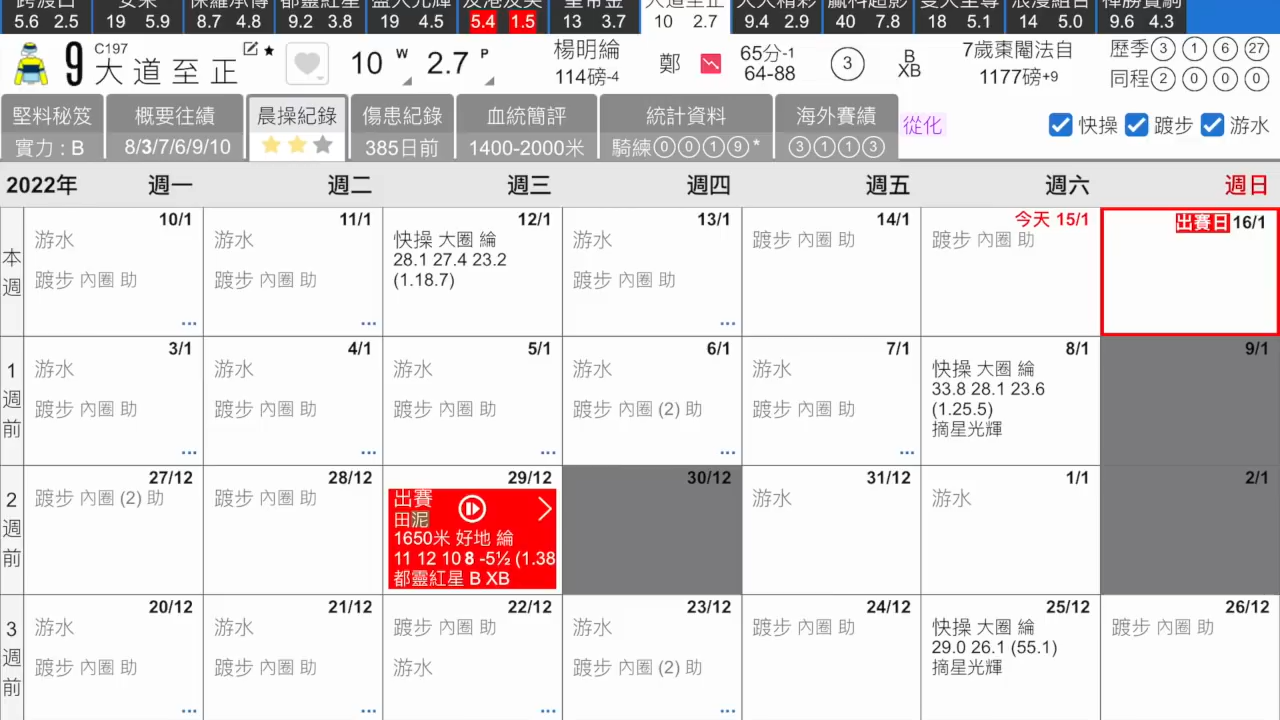 5.6 2.5 19 5.9 8.7 4.8 9.2 3.8 19 4.5 5.4 1.5 13 3.7 10 2.7 9.4 2.9 40 7.8 18 5.1 14 5.0 9.6 4.3
9 C197 大道至正 ★ 10 W 2.7 P 楊明綸 114磅-4 鄭 65分-1 64-88 3 B XB 7歲棗閹法自 1177磅+9 歷季 3 1 6 27
同程 2 0 0 0
堅料秘笈 概要往績 晨操紀錄 傷患紀錄 血統簡評 統計資料 海外賽績 從化 快操 踱步 游水
實力 : B 8/3/7/6/9/10 ★★★ 385日前 1400-2000米 騎練 0 0 1 9 * 3 1 1 3
2022年 週一 週二 週三 週四 週五 週六 週日
本週
10/1
游水
踱步 內圈 助
...
11/1
游水
踱步 內圈 助
...
12/1
快操 大圈 綸
28.1 27.4 23.2
(1.18.7)
13/1
游水
踱步 內圈 助
...
14/1
踱步 內圈 助
今天 15/1
踱步 內圈 助
出賽日 16/1
1週前
3/1
游水
踱步 內圈 助
...
4/1
游水
踱步 內圈 助
...
5/1
游水
踱步 內圈 助
...
6/1
游水
踱步 內圈 (2) 助
...
7/1
游水
踱步 內圈 助
...
8/1
快操 大圈 綸
33.8 28.1 23.6
(1.25.5)
摘星光輝
9/1
2週前
27/12
踱步 內圈 (2) 助
28/12
踱步 內圈 助
29/12
出賽
田泥
1650米 好地 綸
11 12 10 8 -5½ (1.38
都靈紅星 B XB
30/12
31/12
游水
1/1
游水
2/1
3週前
20/12
游水
踱步 內圈 助
...
21/12
游水
踱步 內圈 助
...
22/12
踱步 內圈 助
游水
...
23/12
游水
踱步 內圈 (2) 助
...
24/12
踱步 內圈 助
25/12
快操 大圈 綸
29.0 26.1 (55.1)
摘星光輝
26/12
踱步 內圈 助